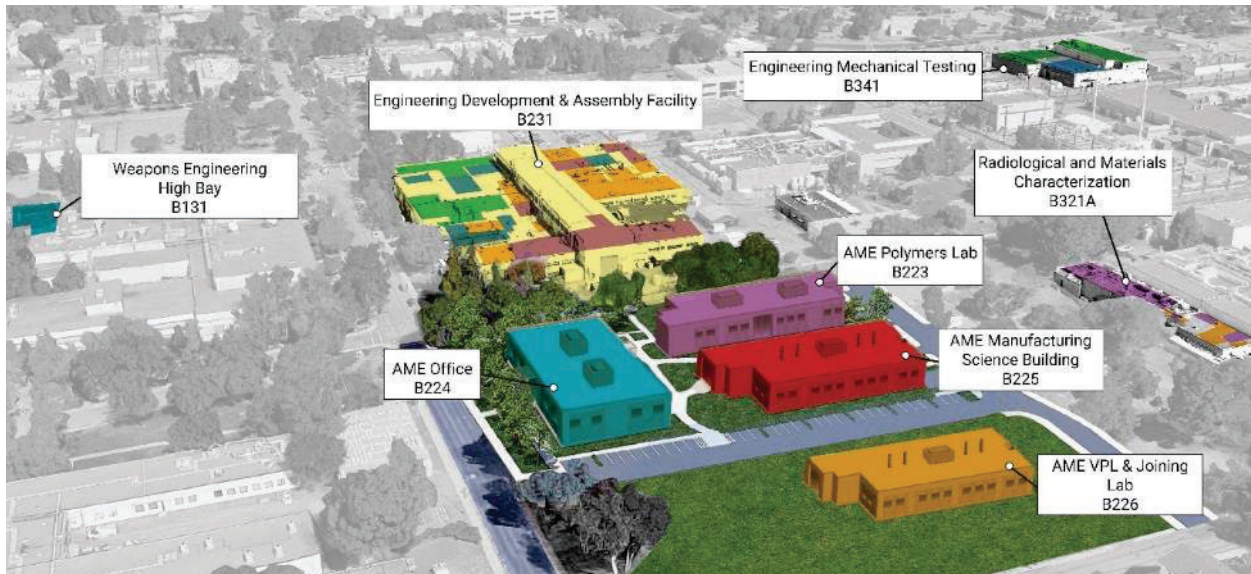 Engineering Mechanical Testing
B341
Engineering Development & Assembly Facility
B231
Weapons Engineering
High Bay
B131
Radiological and Materials
Characterization
B321A
AME Polymers Lab
B223
AME Manufacturing
Science Building
B225
AME Office
B224
AME VPL & Joining
Lab
B226